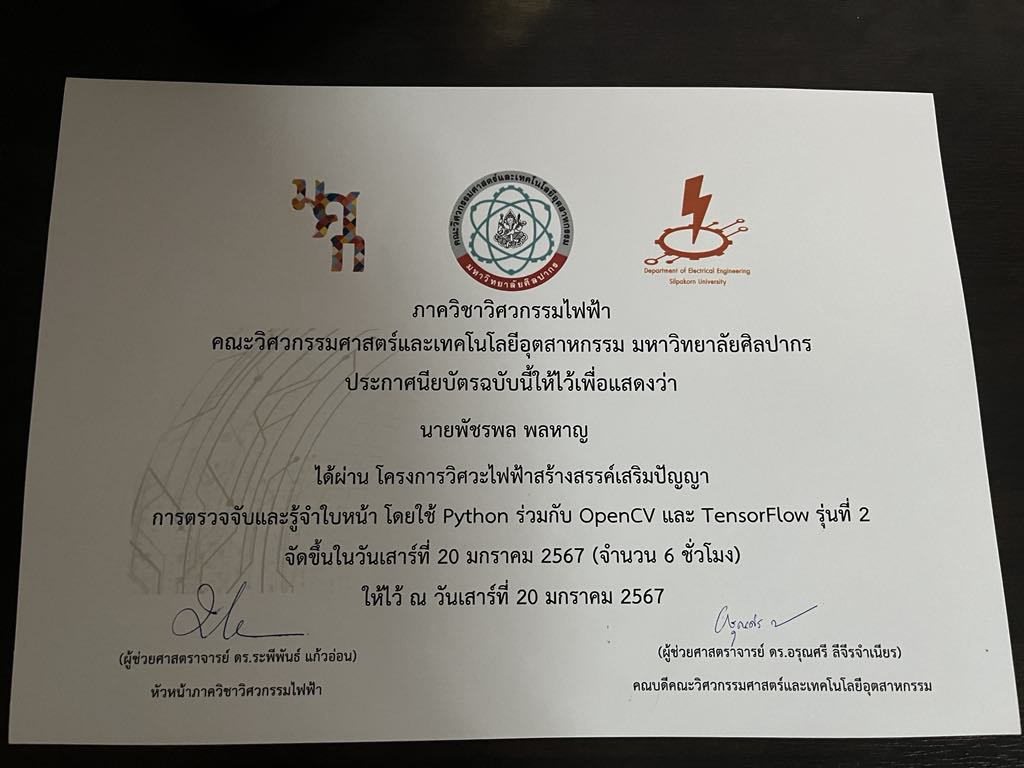 มศก
คณะวิศวกรรมศาสตร์และเทคโนโลยีอุตสาหกรรม
มหาวิทยาลัยศิลปากร
Department of Electrical Engineering
Silpakorn University
ภาควิชาวิศวกรรมไฟฟ้า
คณะวิศวกรรมศาสตร์และเทคโนโลยีอุตสาหกรรม มหาวิทยาลัยศิลปากร
ประกาศนียบัตรฉบับนี้ให้ไว้เพื่อแสดงว่า
นายพัชรพล พลหาญ
ได้ผ่าน โครงการวิศวะไฟฟ้าสร้างสรรค์เสริมปัญญา
การตรวจจับและรู้จำใบหน้า โดยใช้ Python ร่วมกับ OpenCV และ TensorFlow รุ่นที่ 2
จัดขึ้นในวันเสาร์ที่ 20 มกราคม 2567 (จำนวน 6 ชั่วโมง)
ให้ไว้ ณ วันเสาร์ที่ 20 มกราคม 2567
(ผู้ช่วยศาสตราจารย์ ดร.ระพีพันธ์ แก้วอ่อน)
หัวหน้าภาควิชาวิศวกรรมไฟฟ้า
(ผู้ช่วยศาสตราจารย์ ดร.อรุณศรี ลีจีรจำเนียร)
คณบดีคณะวิศวกรรมศาสตร์และเทคโนโลยีอุตสาหกรรม